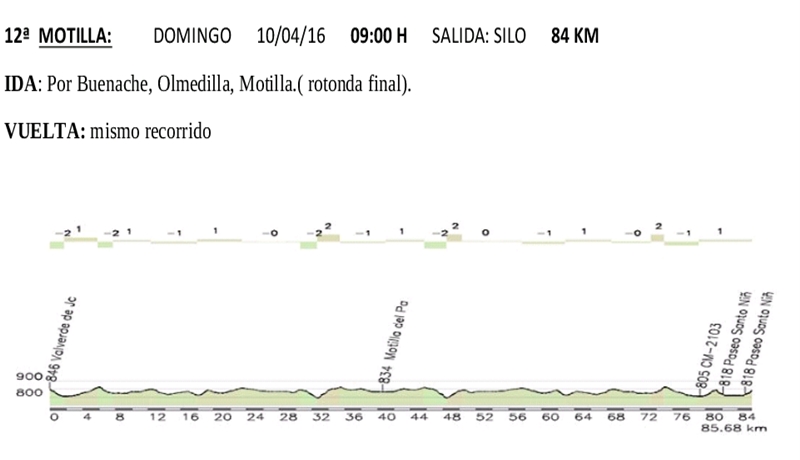 12ª MOTILLA: DOMINGO 10/04/16 09:00 H SALIDA: SILO 84 KM
IDA: Por Buenache, Olmedilla, Motilla.( rotonda final).
VUELTA: mismo recorrido
-2 1 -2 1 -1 1 -0 -2 2 -1 1 -2 2 0 -1 1 -0 2 -1 1
846 Valverde de Jc
834 Motilla del Pa
805 CM-2103
818 Paseo Santo Niñ
818 Paseo Santo Niñ
900
800
0 4 8 12 16 20 24 28 32 36 40 44 48 52 56 60 64 68 72 76 80 84
85.68 km